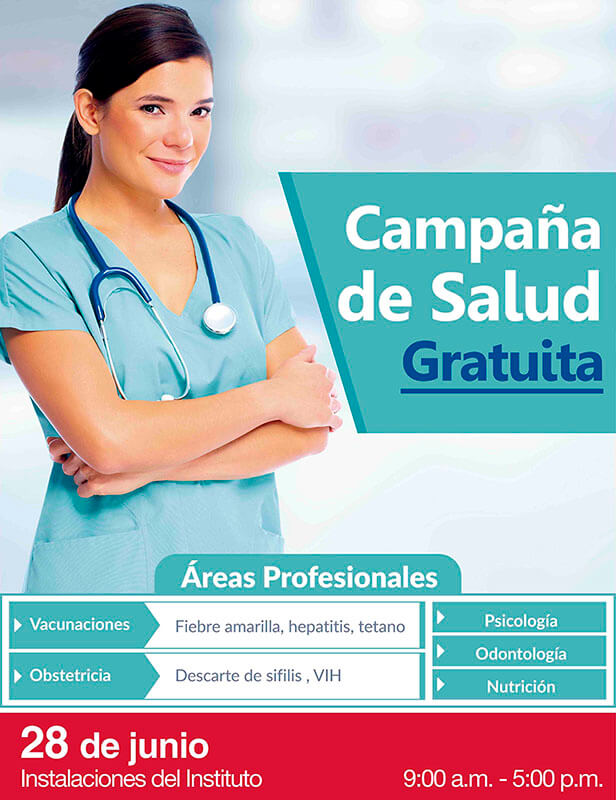 Campaña
de Salud
Gratuita
Áreas Profesionales
Vacunaciones
Fiebre amarilla, hepatitis, tetano
Obstetricia
Descarte de sifilis , VIH
Psicología
Odontología
Nutrición
28 de junio
Instalaciones del Instituto
9:00 a.m. - 5:00 p.m.